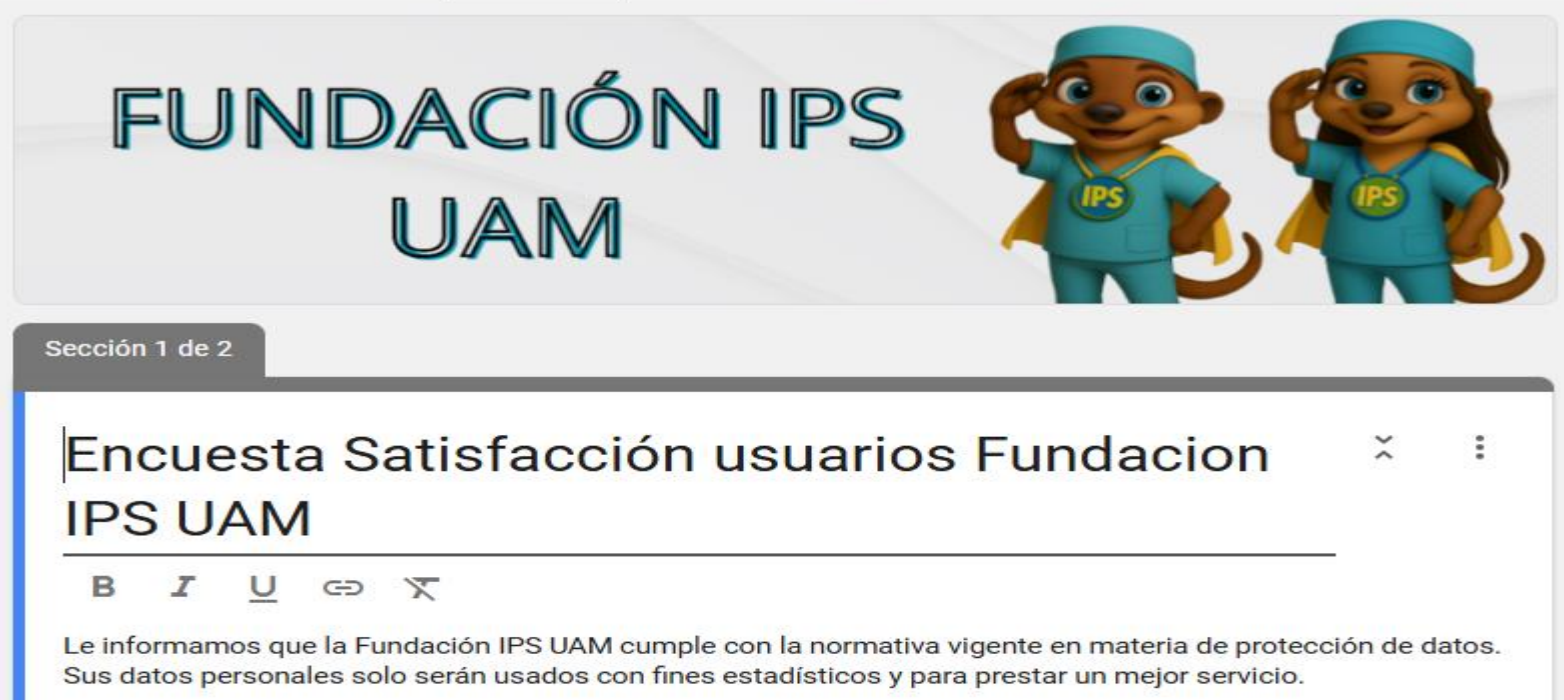 FUNDACIÓN IPS
UAM
IPS
IPS
Sección 1 de 2
Encuesta Satisfacción usuarios Fundacion
IPS UAM
B I U
Le informamos que la Fundación IPS UAM cumple con la normativa vigente en materia de protección de datos.
Sus datos personales solo serán usados con fines estadísticos y para prestar un mejor servicio.